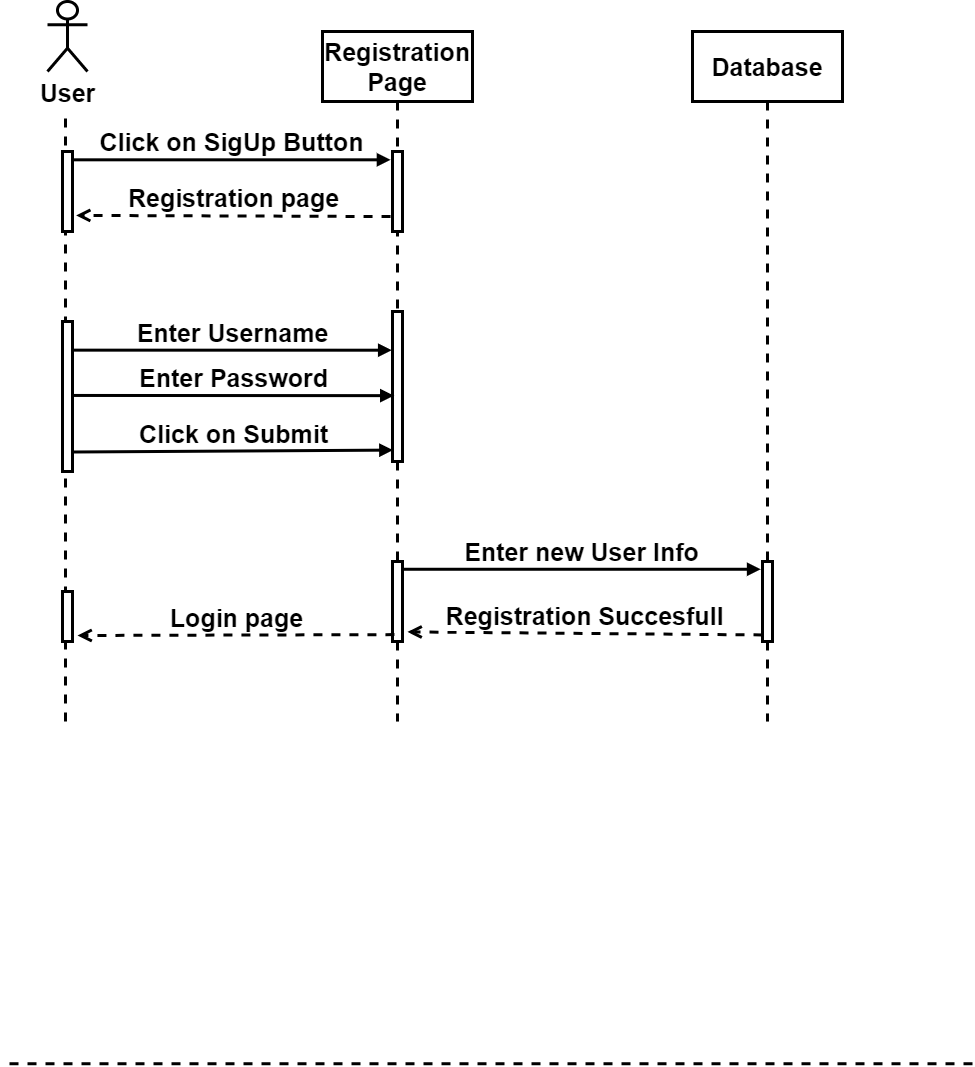 User
Registration
Page
Database
Click on SigUp Button
Registration page
Enter Username
Enter Password
Click on Submit
Enter new User Info
Registration Succesfull
Login page